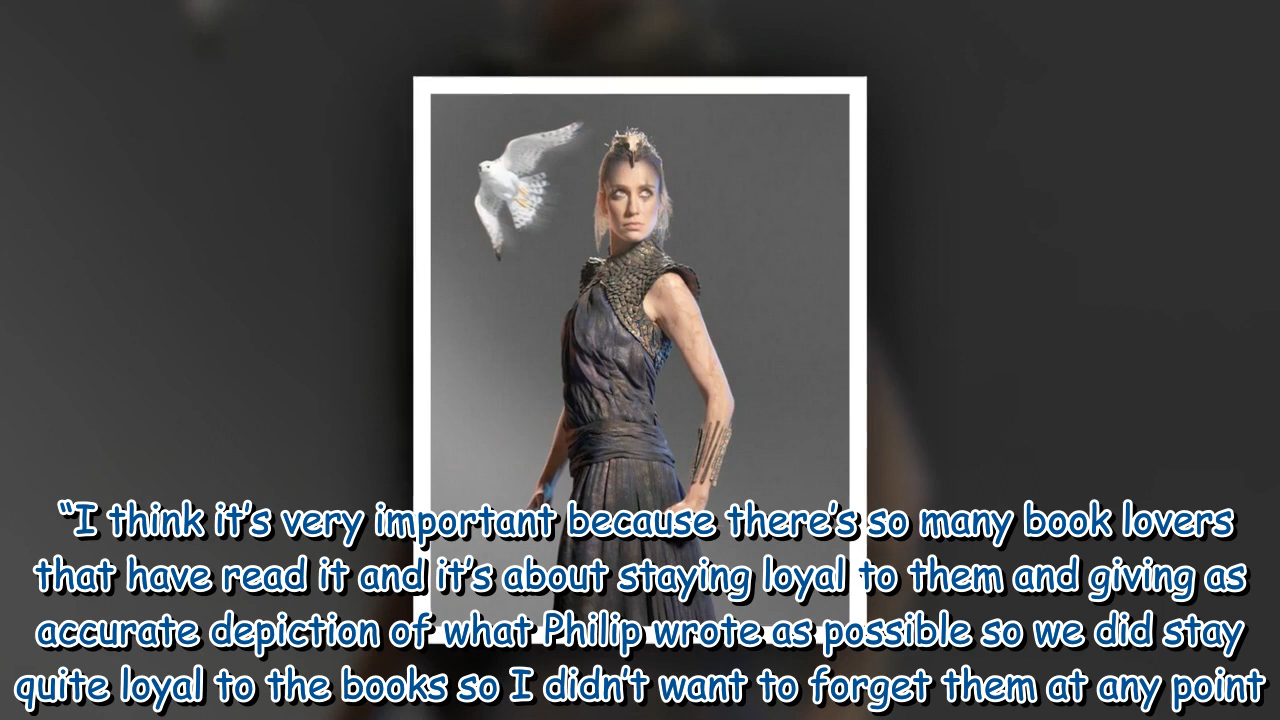 “I think it’s very important because there’s so many book lovers
that have read it and it’s about staying loyal to them and giving as
accurate depiction of what Philip wrote as possible so we did stay
quite loyal to the books so I didn’t want to forget them at any point